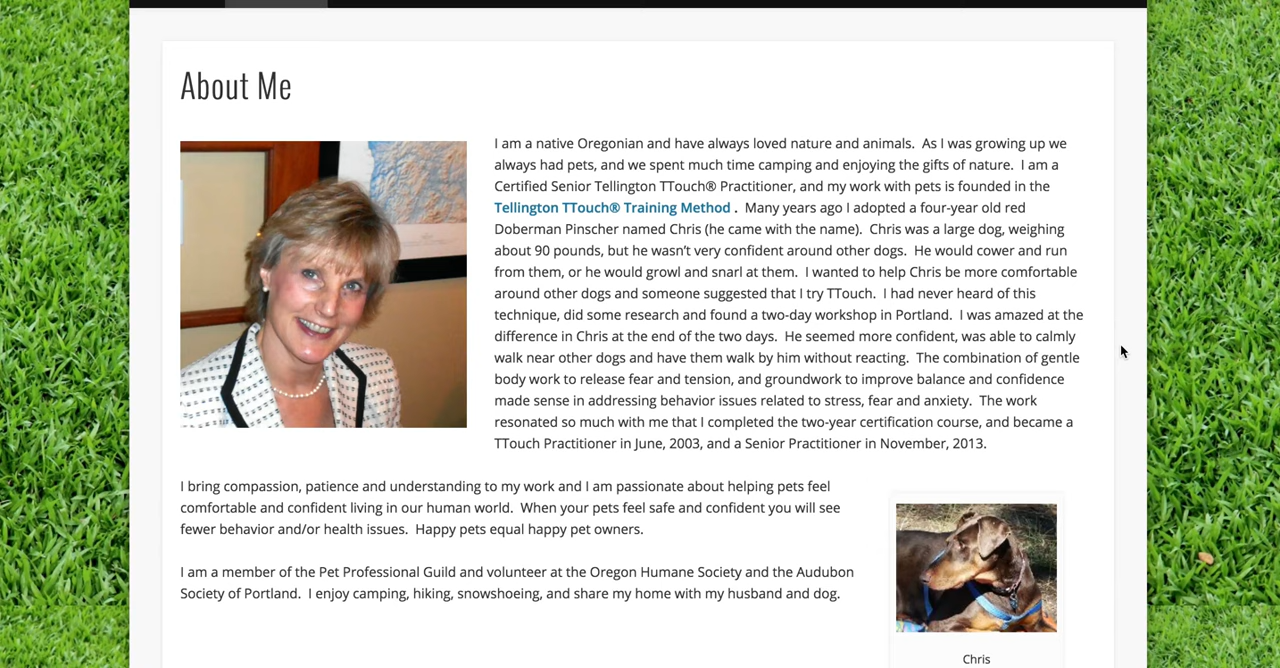 About Me
I am a native Oregonian and have always loved nature and animals.  As I was growing up we
always had pets, and we spent much time camping and enjoying the gifts of nature.  I am a
Certified Senior Tellington TTouch® Practitioner, and my work with pets is founded in the
Tellington TTouch® Training Method .  Many years ago I adopted a four-year old red
Doberman Pinscher named Chris (he came with the name).  Chris was a large dog, weighing
about 90 pounds, but he wasn’t very confident around other dogs.  He would cower and run
from them, or he would growl and snarl at them.  I wanted to help Chris be more comfortable
around other dogs and someone suggested that I try TTouch.  I had never heard of this
technique, did some research and found a two-day workshop in Portland.  I was amazed at the
difference in Chris at the end of the two days.  He seemed more confident, was able to calmly
walk near other dogs and have them walk by him without reacting.  The combination of gentle
body work to release fear and tension, and groundwork to improve balance and confidence
made sense in addressing behavior issues related to stress, fear and anxiety.  The work
resonated so much with me that I completed the two-year certification course, and became a
TTouch Practitioner in June, 2003, and a Senior Practitioner in November, 2013.
I bring compassion, patience and understanding to my work and I am passionate about helping pets feel
comfortable and confident living in our human world.  When your pets feel safe and confident you will see
fewer behavior and/or health issues.  Happy pets equal happy pet owners.
I am a member of the Pet Professional Guild and volunteer at the Oregon Humane Society and the Audubon
Society of Portland.  I enjoy camping, hiking, snowshoeing, and share my home with my husband and dog.
Chris